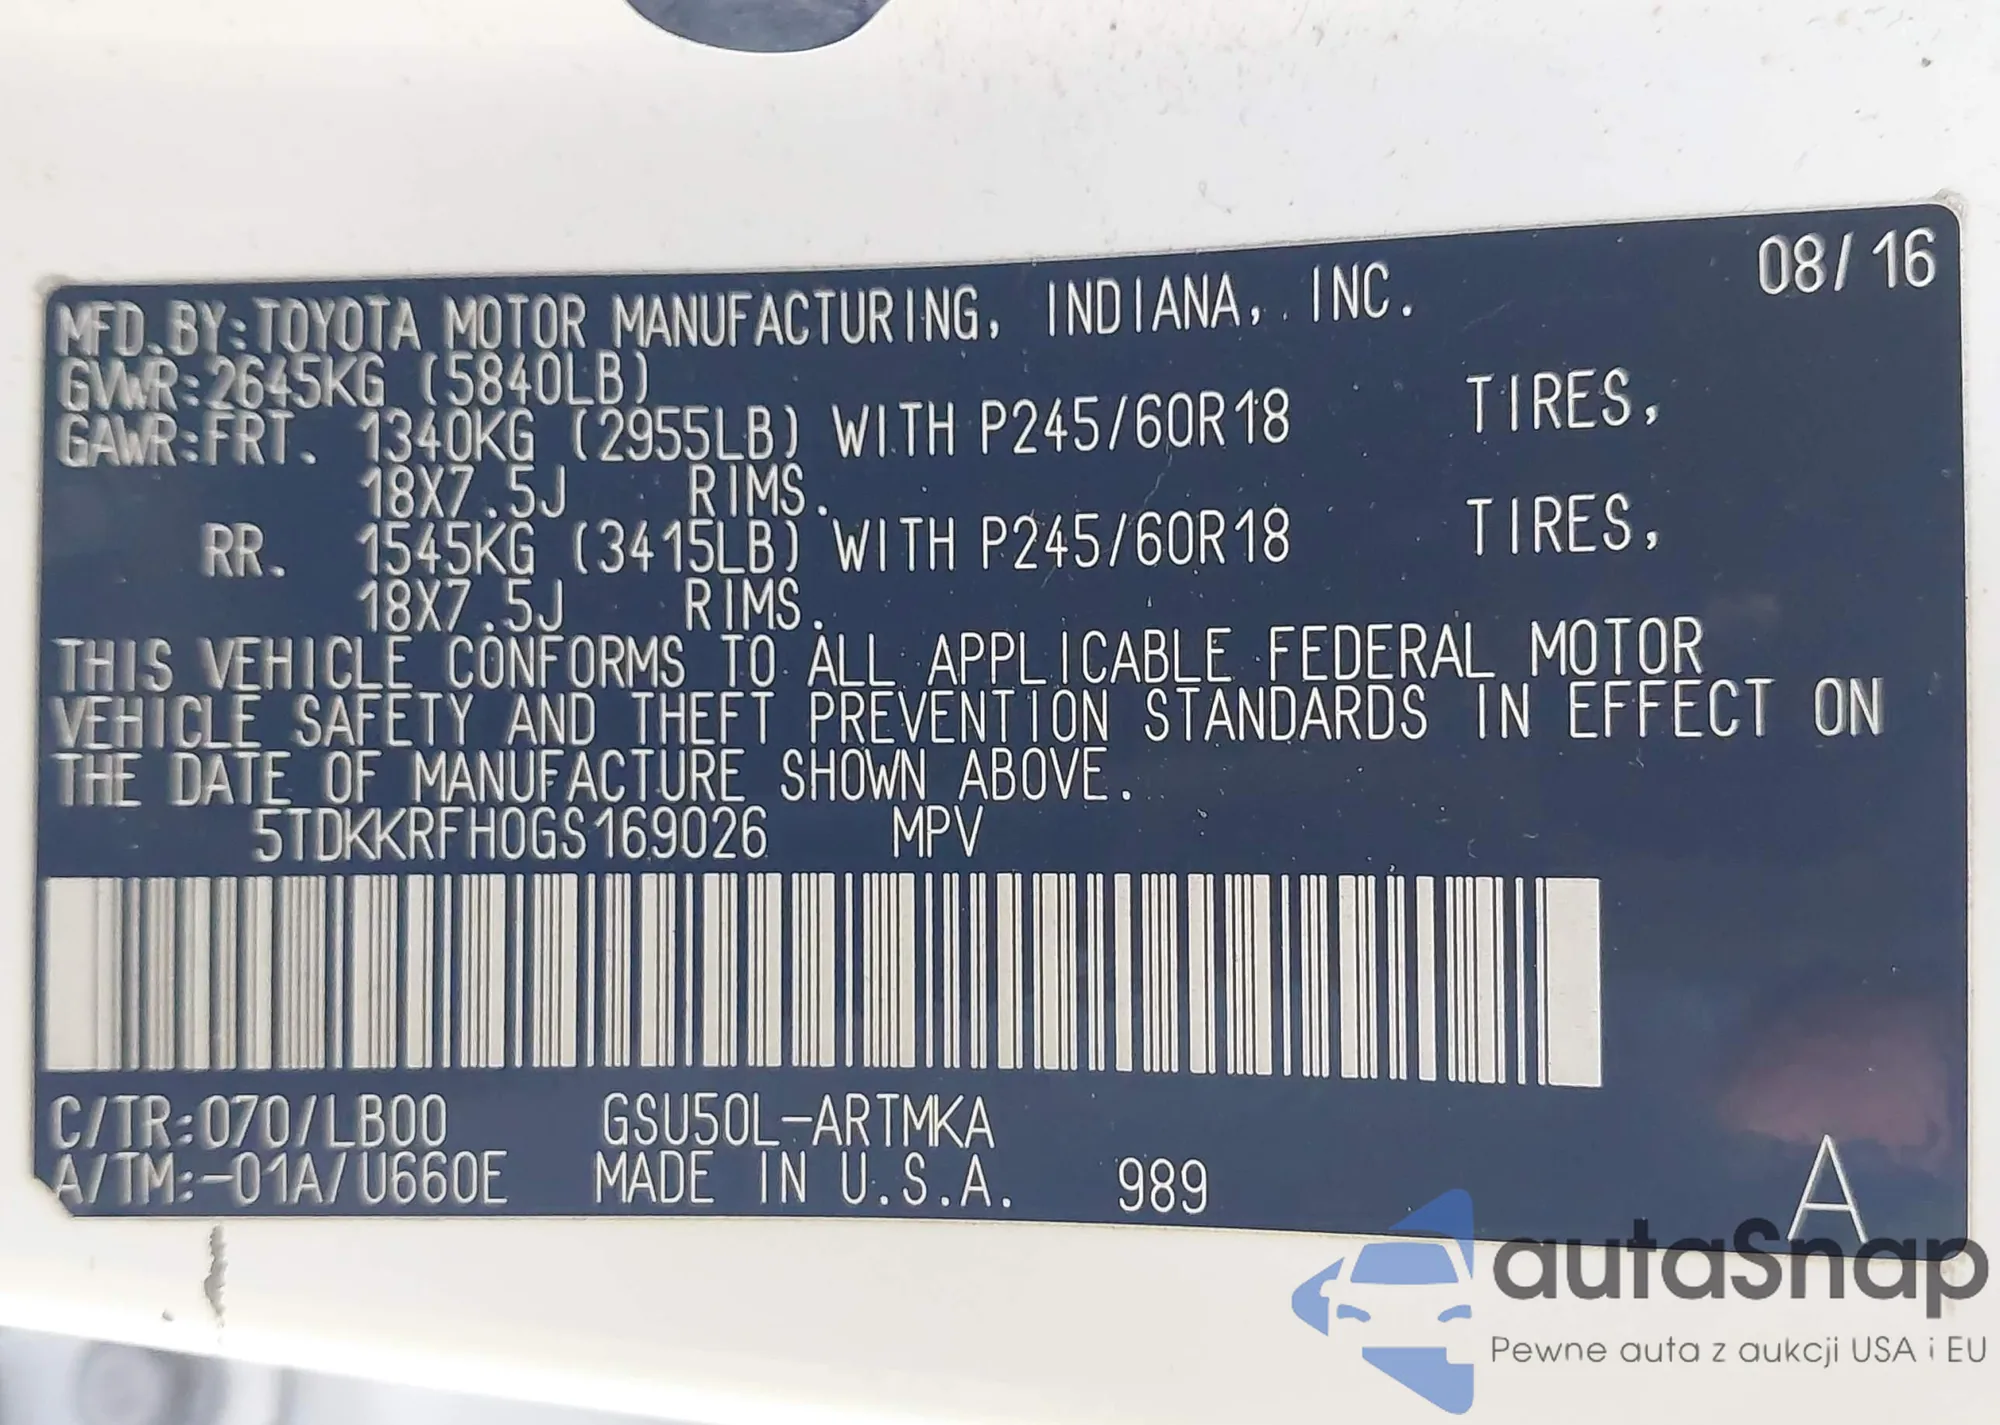 08/16
MFD.BY:TOYOTA MOTOR MANUFACTURING, INDIANA, INC.
GVWR:2645KG (5840LB)
GAWR:FRT. 1340KG (2955LB) WITH P245/60R18 TIRES,
18X7.5J RIMS.
RR. 1545KG (3415LB) WITH P245/60R18 TIRES,
18X7.5J RIMS.
THIS VEHICLE CONFORMS TO ALL APPLICABLE FEDERAL MOTOR
VEHICLE SAFETY AND THEFT PREVENTION STANDARDS IN EFFECT ON
THE DATE OF MANUFACTURE SHOWN ABOVE.
5TDKKRFH0GS169026 MPV
C/TR:070/LB00 GSU50L-ARTMKA
A/TM:-01A/U660E MADE IN U.S.A. 989 A
autaSnap
Pewne auta z aukcji USA i EU